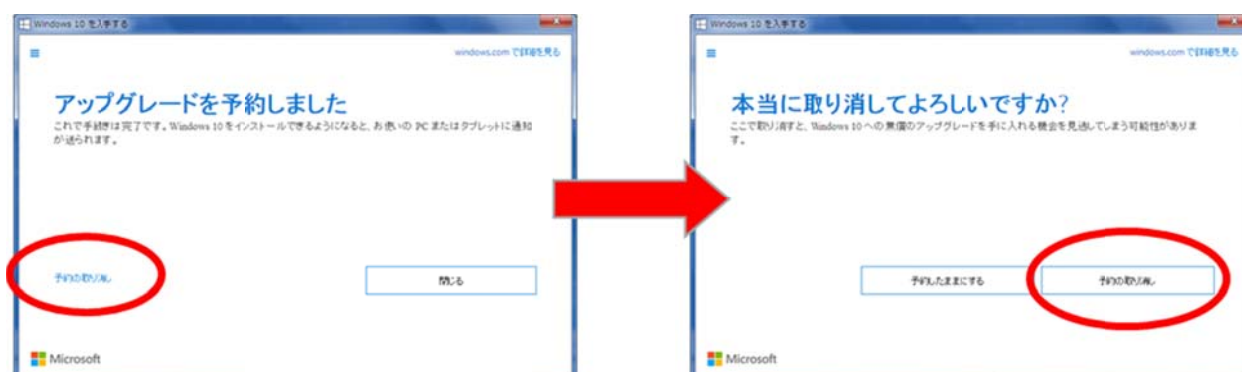 Windows 10 を入手する
windows.com で詳細を見る
アップグレードを予約しました
これで手続きは完了です。Windows 10 をインストールできるようになると、お使いの PC またはタブレットに通知
が送られます。
予約の取り消し
閉じる
Microsoft
Windows 10 を入手する
windows.com で詳細を見る
本当に取り消してよろしいですか?
ここで取り消すと、Windows 10 への無償のアップグレードを手に入れる機会を見逃してしまう可能性がありま
す。
予約したままにする
予約の取り消し
Microsoft